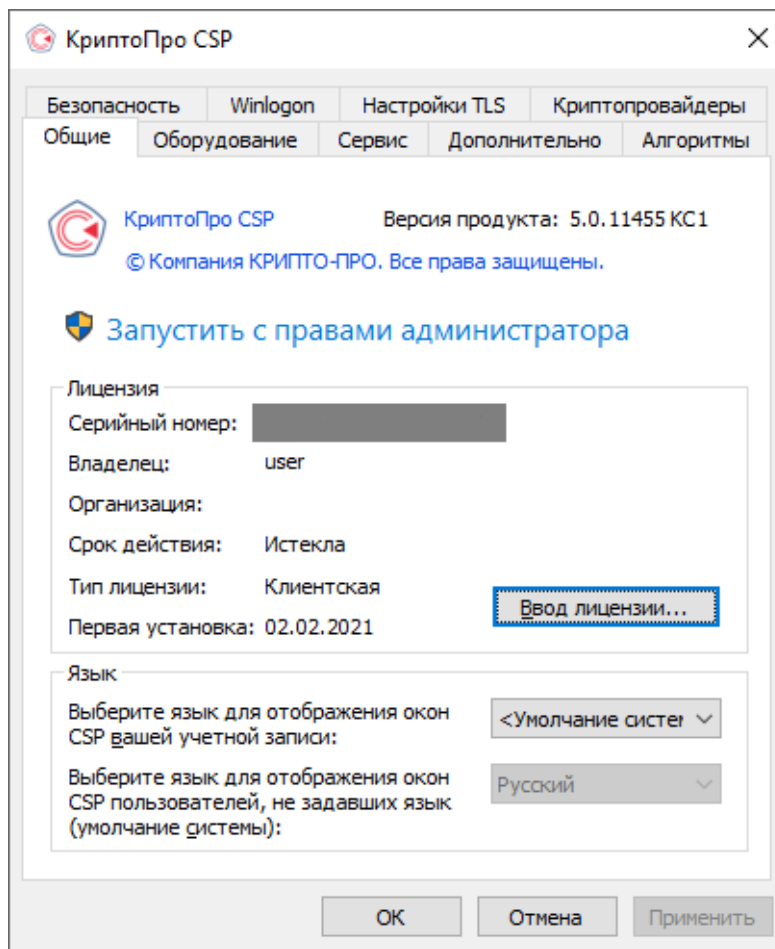 КриптоПро CSP
Безопасность Winlogon Настройки TLS Криптопровайдеры
Общие Оборудование Сервис Дополнительно Алгоритмы
КриптоПро CSP Версия продукта: 5.0.11455 КС1
© Компания КРИПТО-ПРО. Все права защищены.
Запустить с правами администратора
Лицензия
Серийный номер:
Владелец: user
Организация:
Срок действия: Истекла
Тип лицензии: Клиентская
Ввод лицензии...
Первая установка: 02.02.2021
Язык
Выберите язык для отображения окон
CSP вашей учетной записи:
<Умолчание систем
Выберите язык для отображения окон
CSP пользователей, не задавших язык
(умолчание системы):
Русский
ОК Отмена Применить